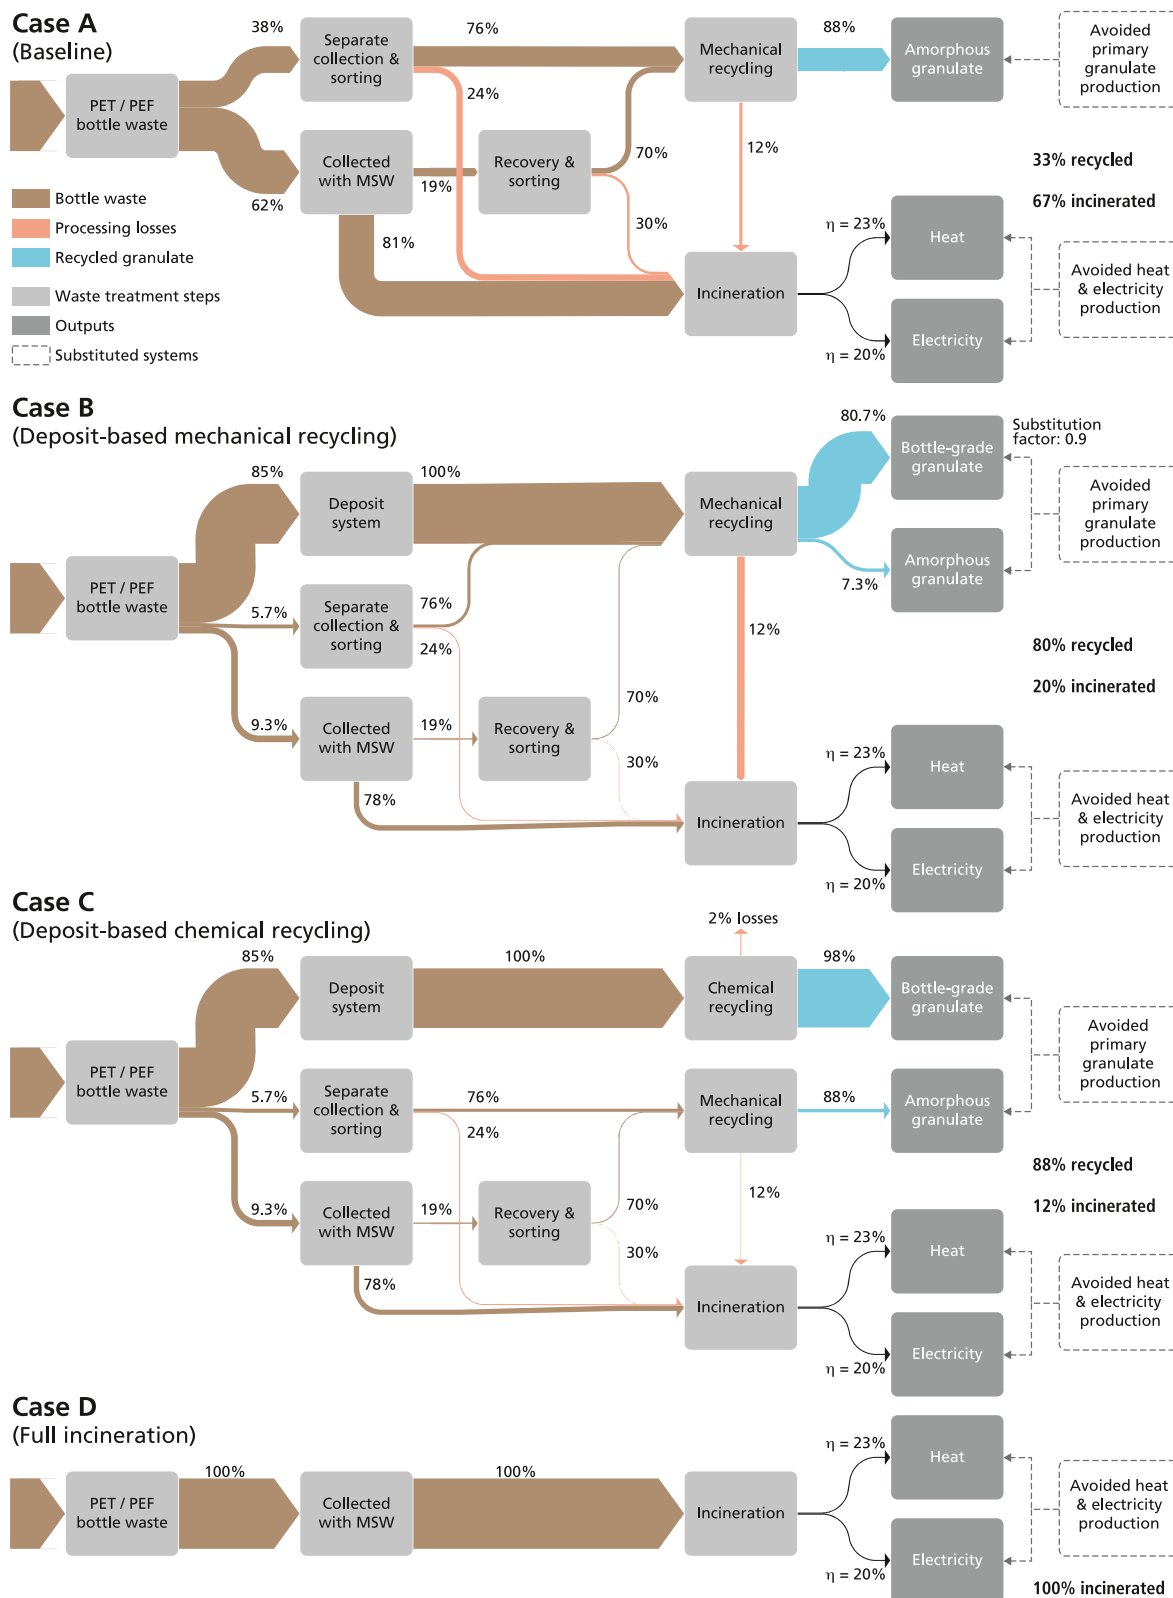 Case A
(Baseline)
38%
Separate
collection &
sorting
76%
24%
Mechanical
recycling
88%
Amorphous
granulate
Avoided
primary
granulate
production
PET / PEF
bottle waste
62%
Collected
with MSW
19%
81%
Recovery &
sorting
70%
30%
12%
33% recycled
67% incinerated
Bottle waste
Processing losses
Recycled granulate
Waste treatment steps
Outputs
Substituted systems
Incineration
η = 23%
Heat
η = 20%
Electricity
Avoided heat
& electricity
production
Case B
(Deposit-based mechanical recycling)
85%
Deposit
system
100%
Mechanical
recycling
80.7%
Bottle-grade
granulate
Substitution
factor: 0.9
Avoided
primary
granulate
production
Amorphous
granulate
7.3%
PET / PEF
bottle waste
5.7%
Separate
collection &
sorting
76%
24%
12%
80% recycled
20% incinerated
9.3%
Collected
with MSW
19%
78%
Recovery &
sorting
70%
30%
Incineration
η = 23%
Heat
η = 20%
Electricity
Avoided heat
& electricity
production
Case C
(Deposit-based chemical recycling)
85%
Deposit
system
100%
2% losses
Chemical
recycling
98%
Bottle-grade
granulate
Avoided
primary
granulate
production
PET / PEF
bottle waste
5.7%
Separate
collection &
sorting
76%
24%
Mechanical
recycling
88%
Amorphous
granulate
88% recycled
12% incinerated
9.3%
Collected
with MSW
19%
78%
Recovery &
sorting
70%
30%
12%
Incineration
η = 23%
Heat
η = 20%
Electricity
Avoided heat
& electricity
production
Case D
(Full incineration)
PET / PEF
bottle waste
100%
Collected
with MSW
100%
Incineration
η = 23%
Heat
η = 20%
Electricity
Avoided heat
& electricity
production
100% incinerated